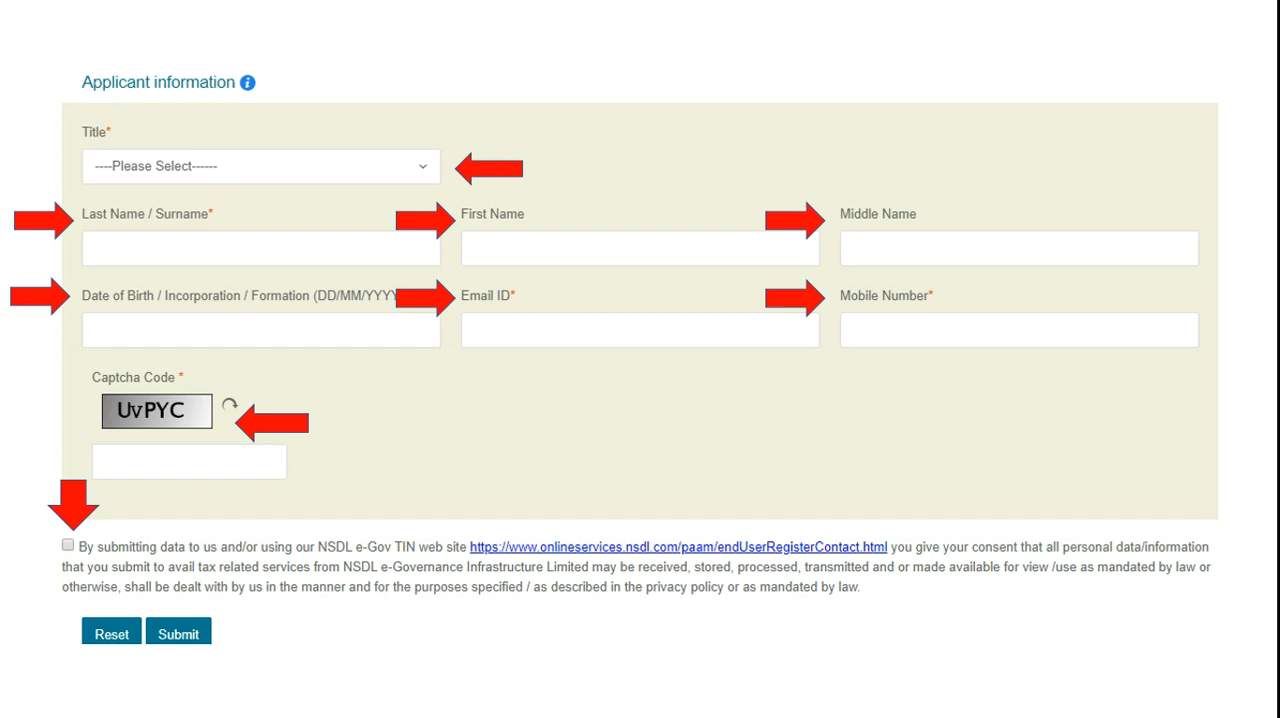 Applicant information
Title*
----Please Select------
Last Name / Surname*
First Name
Middle Name
Date of Birth / Incorporation / Formation (DD/MM/YYYY
Email ID*
Mobile Number*
Captcha Code *
UvPYC
By submitting data to us and/or using our NSDL e-Gov TIN web site https://www.onlineservices.nsdl.com/paam/endUserRegisterContact.html you give your consent that all personal data/information
that you submit to avail tax related services from NSDL e-Governance Infrastructure Limited may be received, stored, processed, transmitted and or made available for view /use as mandated by law or
otherwise, shall be dealt with by us in the manner and for the purposes specified / as described in the privacy policy or as mandated by law.
Reset
Submit